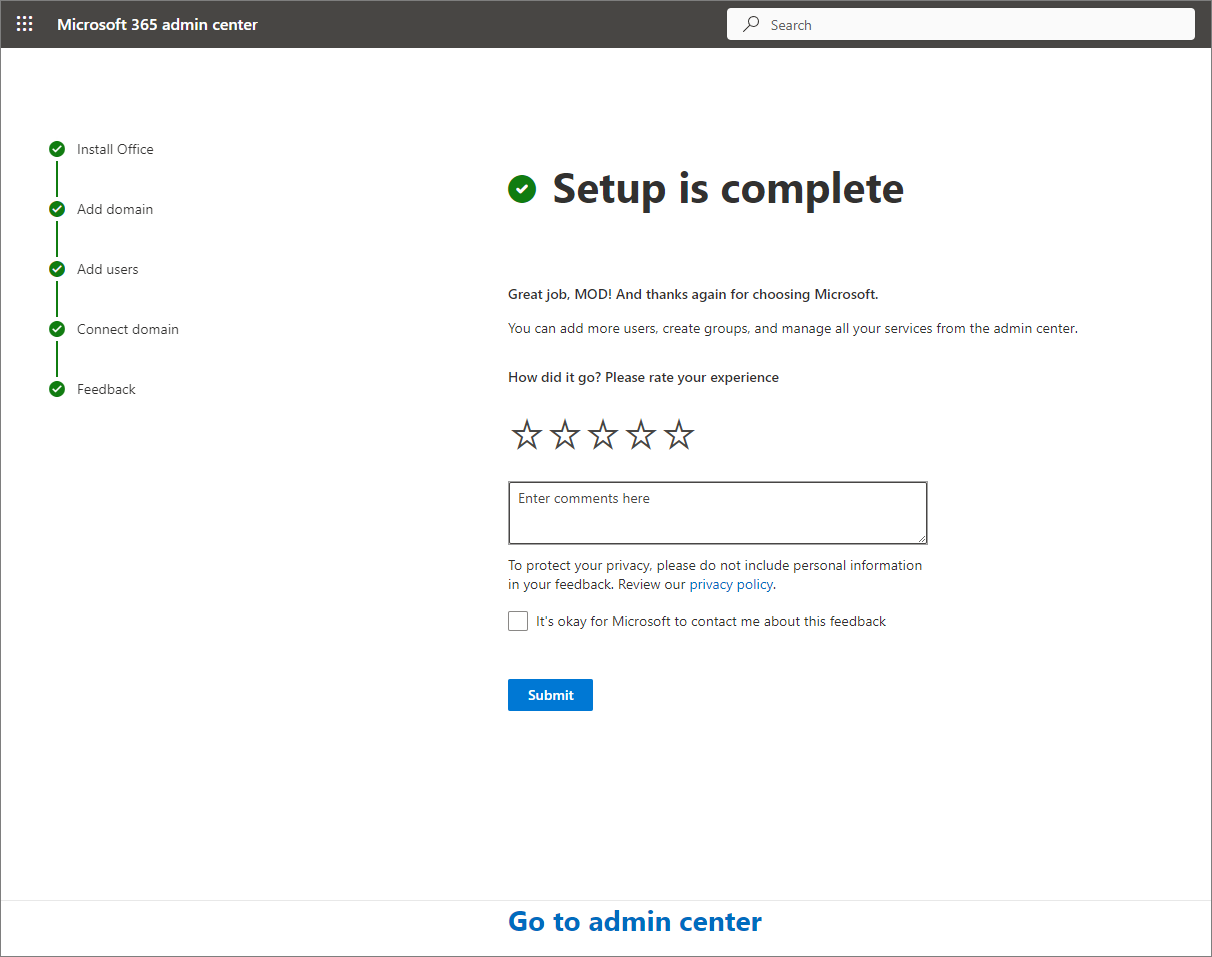 Microsoft 365 admin center
Search
Install Office
Add domain
Add users
Connect domain
Feedback
Setup is complete
Great job, MOD! And thanks again for choosing Microsoft.
You can add more users, create groups, and manage all your services from the admin center.
How did it go? Please rate your experience
Enter comments here
To protect your privacy, please do not include personal information
in your feedback. Review our privacy policy.
It's okay for Microsoft to contact me about this feedback
Submit
Go to admin center